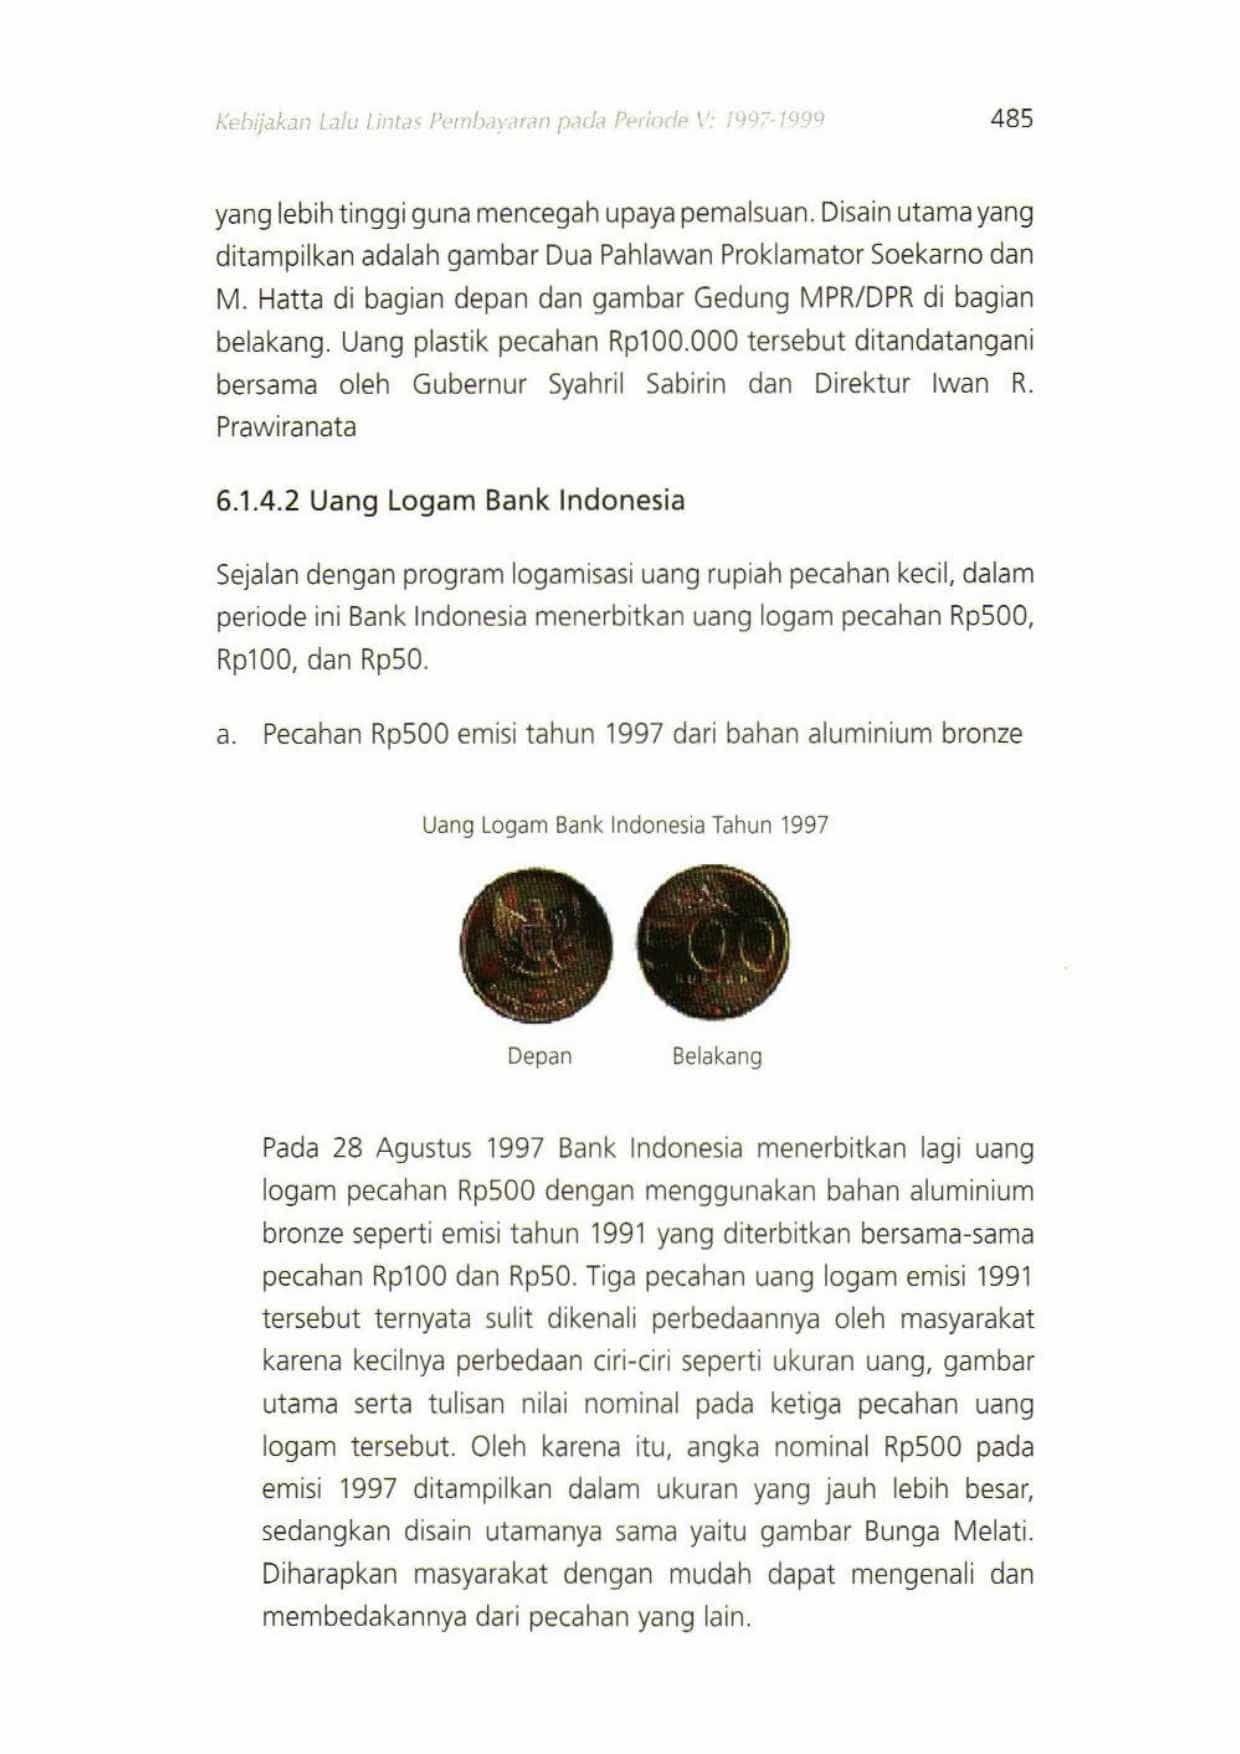 Kebijakan Lalu Lintas Pembayaran pada Periode V: 1997-1999 485
yang lebih tinggi guna mencegah upaya pemalsuan. Disain utama yang
ditampilkan adalah gambar Dua Pahlawan Proklamator Soekarno dan
M. Hatta di bagian depan dan gambar Gedung MPR/DPR di bagian
belakang. Uang plastik pecahan Rp100.000 tersebut ditandatangani
bersama oleh Gubernur Syahril Sabirin dan Direktur Iwan R.
Prawiranata
6.1.4.2 Uang Logam Bank Indonesia
Sejalan dengan program logamisasi uang rupiah pecahan kecil, dalam
periode ini Bank Indonesia menerbitkan uang logam pecahan Rp500,
Rp100, dan Rp50.
a. Pecahan Rp500 emisi tahun 1997 dari bahan aluminium bronze
Uang Logam Bank Indonesia Tahun 1997
500
RUPIAH
Depan Belakang
Pada 28 Agustus 1997 Bank Indonesia menerbitkan lagi uang
logam pecahan Rp500 dengan menggunakan bahan aluminium
bronze seperti emisi tahun 1991 yang diterbitkan bersama-sama
pecahan Rp100 dan Rp50. Tiga pecahan uang logam emisi 1991
tersebut ternyata sulit dikenali perbedaannya oleh masyarakat
karena kecilnya perbedaan ciri-ciri seperti ukuran uang, gambar
utama serta tulisan nilai nominal pada ketiga pecahan uang
logam tersebut. Oleh karena itu, angka nominal Rp500 pada
emisi 1997 ditampilkan dalam ukuran yang jauh lebih besar,
sedangkan disain utamanya sama yaitu gambar Bunga Melati.
Diharapkan masyarakat dengan mudah dapat mengenali dan
membedakannya dari pecahan yang lain.